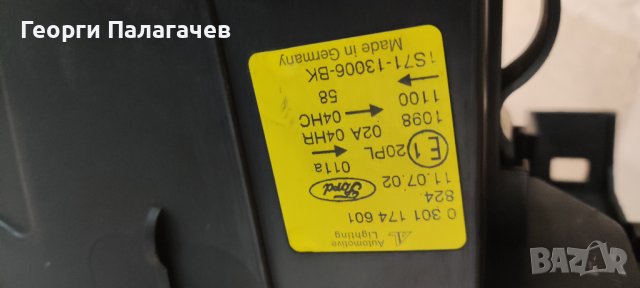 Георги Палагачев
Automotive
Lighting
0 301 174 601
824
11.07.02
Ford
011a
E1
20PL
02A 04HR
04HC
1098
1100
58
1S71-13006-BK
Made in Germany
BAZAR